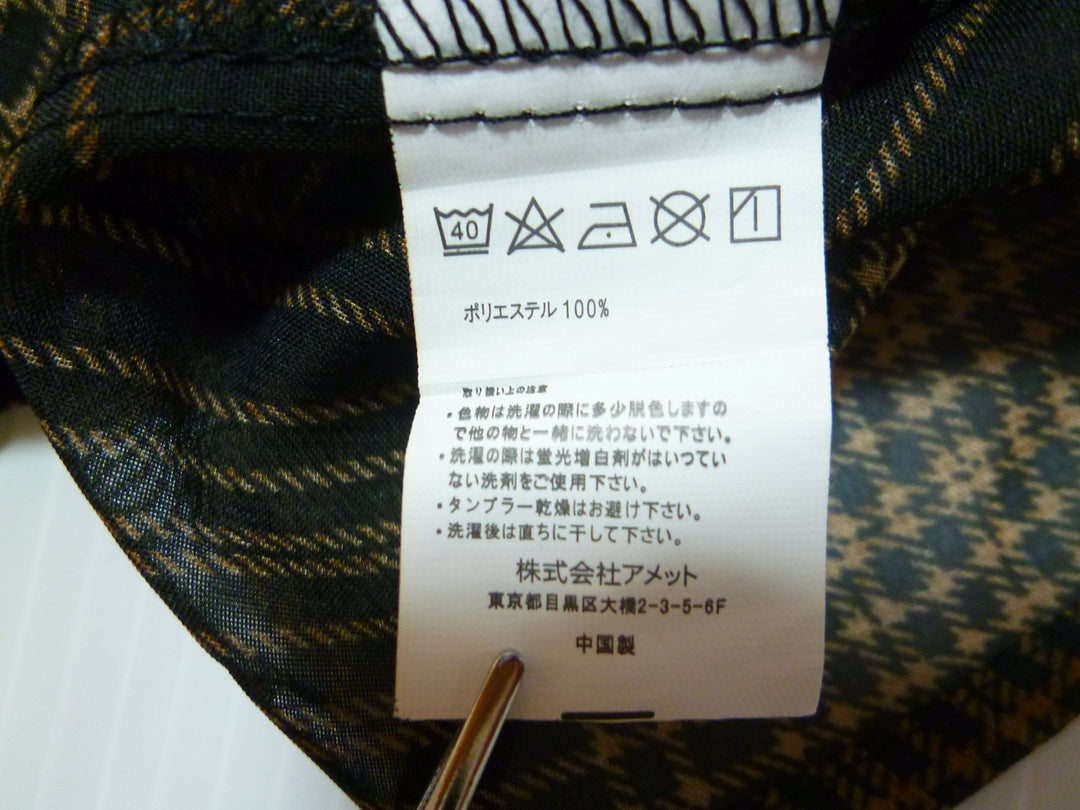 40
ポリエステル 100%
取り扱い上の注意
・色物は洗濯の際に多少脱色しますの
で他の物と一緒に洗わないで下さい。
・洗濯の際は蛍光増白剤がはいつてい
ない洗剤をご使用下さい。
・タンブラー乾燥はお避け下さい。
・洗濯後は直ちに干して下さい。
株式会社アメット
東京都目黒区大橋2-3-5-6F
中国製